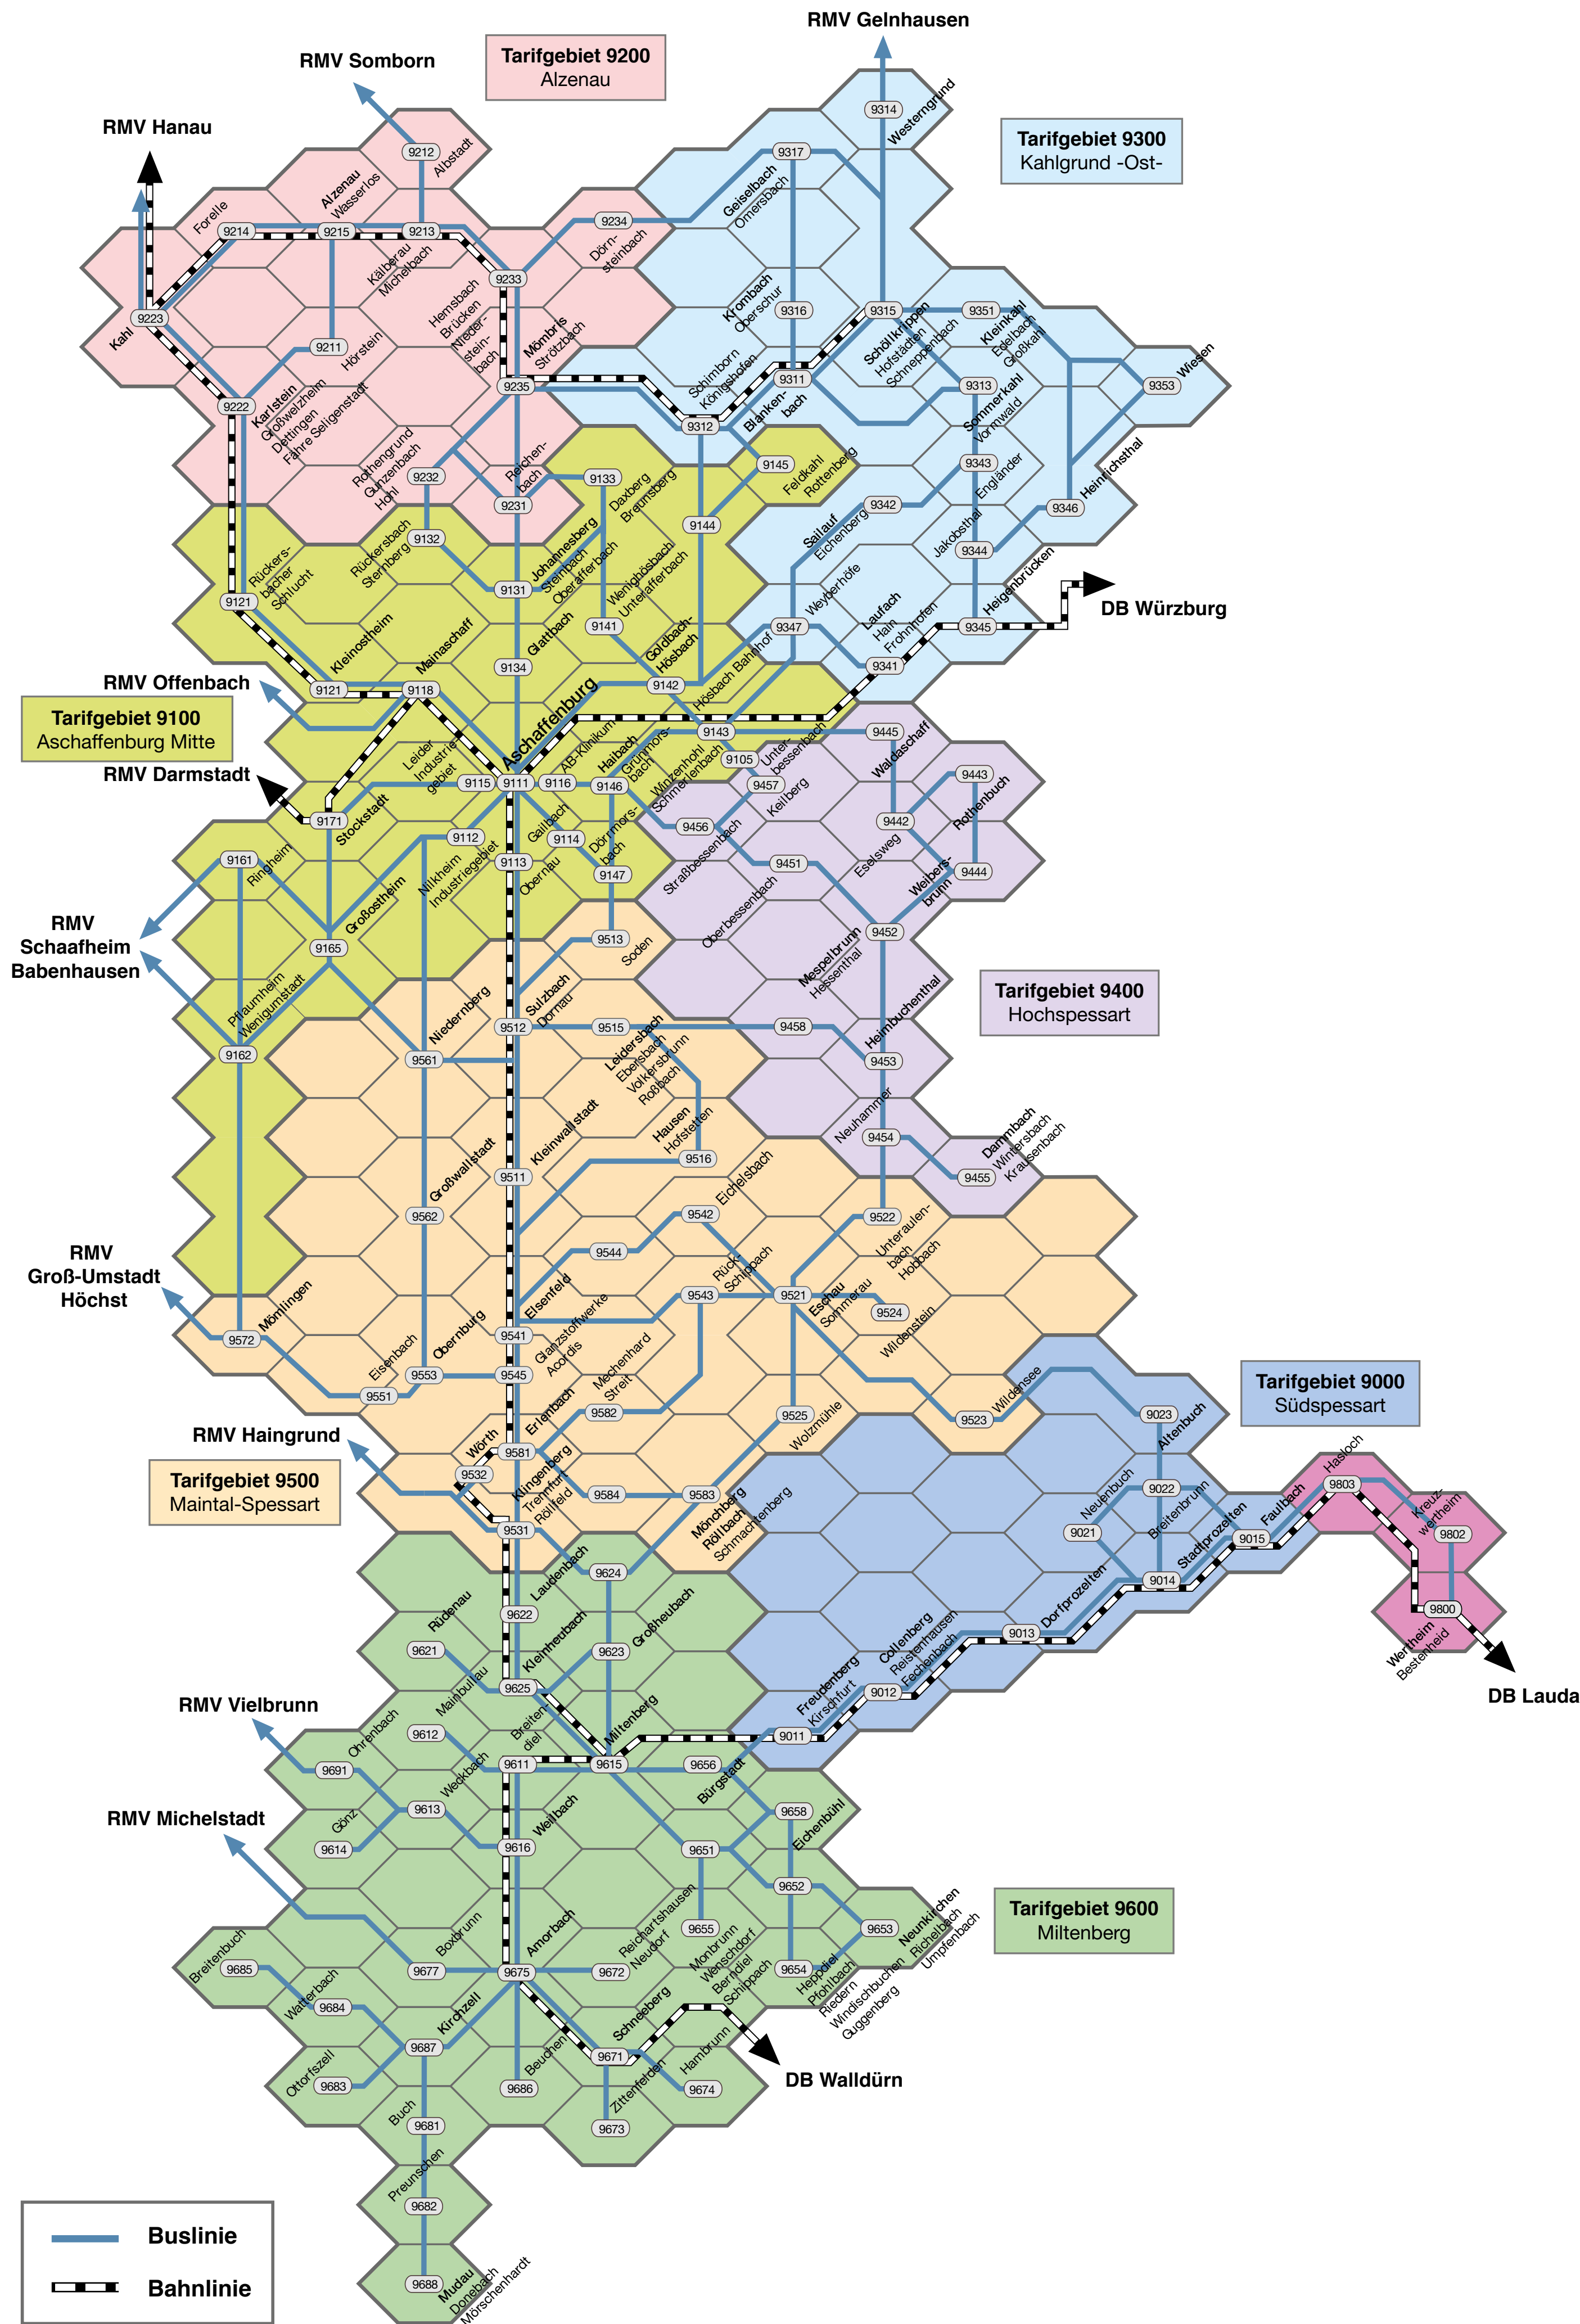 RMV Gelnhausen
Tarifgebiet 9200
Alzenau
RMV Somborn
RMV Hanau
Tarifgebiet 9300
Kahlgrund -Ost-
9314
Westerngrund
9212
Albstadt
9317
Geiselbach
Omersbach
Forelle
Alzenau
Wasserlos
9214
9215
9213
9234
Dörn-
steinbach
Kälberau
Michelbach
9233
9223
Kahl
Hemsbach
Brücken
Nieder-
stein-
bach
Mömbris
Strötzbach
Krombach
Oberschur
9316
9315
9351
Kleinkahl
Edelbach
Großkahl
Schöllkrippen
Hofstädten
Schneppenbach
9211
Hörstein
9235
Schimborn
Königshofen
9311
9313
9353
Wiesen
Sommerkahl
Vormwald
9222
Karlstein
Großwelzheim
Dettingen
Fähre Seligenstadt
9312
Blanken-
bach
Rothengrund
Gunzenbach
Hohl
9232
Reichen-
bach
9231
9133
Daxberg
Breunsberg
9145
Feldkahl
Rottenberg
9343
Engländer
9342
Sailauf
Eichenberg
9346
Heinrichsthal
9144
Rückersbach
Sternberg
9132
Jakobsthal
9344
Johannesberg
Steinbach
Oberafferbach
Rückers-
bacher
Schlucht
9121
9131
Wenighösbach
Unterafferbach
Weyberhöfe
9347
Laufach
Hain
Frohnhofen
9345
Heigenbrücken
DB Würzburg
9141
Kleinostheim
Mainaschaff
Glattbach
9134
Goldbach-
Hösbach
9341
Hösbach Bahnhof
RMV Offenbach
9121
9118
9142
Tarifgebiet 9100
Aschaffenburg Mitte
Aschaffenburg
9143
9445
Waldaschaff
RMV Darmstadt
Leider
Industrie-
gebiet
AB-Klinikum
Haibach
Grünmors-
bach
Winzenhohl
Schmerlenbach
9105
Unter-
bessenbach
9443
Rothenbuch
9115
9111
9116
9146
9457
Keilberg
9171
Stockstadt
9456
Straßbessenbach
9442
Eselsweg
9112
Gailbach
9114
Dörrmors-
bach
9161
Ringheim
Nilkheim
Industriegebiet
9113
Obernau
9147
9451
Weibers-
brunn
9444
Großostheim
Oberbessenbach
RMV
Schaafheim
Babenhausen
9165
9513
Soden
9452
Mespelbrunn
Hessenthal
Tarifgebiet 9400
Hochspessart
Pflaumheim
Wenigumstadt
Niedernberg
Sulzbach
Dornau
9512
9515
9458
Heimbuchenthal
9162
9561
Leidersbach
Ebersbach
Volkersbrunn
Roßbach
9453
Kleinwallstadt
Hausen
Hofstetten
Neuhammer
9454
Dammbach
Wintersbach
Krausenbach
9516
9455
Großwallstadt
9511
Eichelsbach
9562
9542
9522
Unteraulen-
bach
Hobbach
RMV
Groß-Umstadt
Höchst
9544
Rück-
Schippach
Elsenfeld
9543
9521
Eschau
Sommerau
9524
Wildenstein
9572
Mömlingen
9541
Glanzstoffwerke
Acordis
Eisenbach
Obernburg
9553
9545
Mechenhard
Streit
9551
Tarifgebiet 9000
Südspessart
Erlenbach
9582
9525
Wolzmühle
9523
Wildensee
9023
Altenbuch
RMV Haingrund
Wörth
9581
Hasloch
Tarifgebiet 9500
Maintal-Spessart
9532
Klingenberg
Trennfurt
Röllfeld
9584
9583
Mönchberg
Röllbach
Schmachtenberg
Neuenbuch
9022
Breitenbrunn
9803
Kreuz-
wertheim
9802
9531
9021
Stadtprozelten
Faulbach
9015
Laudenbach
9624
9014
9800
Wertheim
Bestenheid
DB Lauda
9622
Rüdenau
9621
Kleinheubach
9623
Großheubach
Collenberg
Reistenhausen
Fechenbach
9013
Dorfprozelten
9625
Freudenberg
Kirschfurt
9012
RMV Vielbrunn
Mainbullau
9612
Breiten-
diel
Miltenberg
9011
Ohrenbach
9691
Weckbach
9611
9615
9656
Bürgstadt
RMV Michelstadt
Gönz
9613
9614
Weilbach
9616
9658
Eichenbühl
9651
9652
Tarifgebiet 9600
Miltenberg
Boxbrunn
Amorbach
Reichartshausen
Neudorf
9655
Monbrunn
Wenschdorf
Berndiel
Schippach
9653
Neunkirchen
Richelbach
Umpfenbach
Breitenbuch
9685
9677
9675
9672
9654
Heppdiel
Pfohlbach
Riedern
Windischbuchen
Guggenberg
Watterbach
9684
Kirchzell
9687
Schneeberg
9671
Hambrunn
DB Walldürn
Ottorfszell
9683
Beuchen
9686
Zittenfelden
9674
Buch
9681
9673
Preunschen
9682
9688
Mudau
Donebach
Mörschenhardt
Buslinie
Bahnlinie